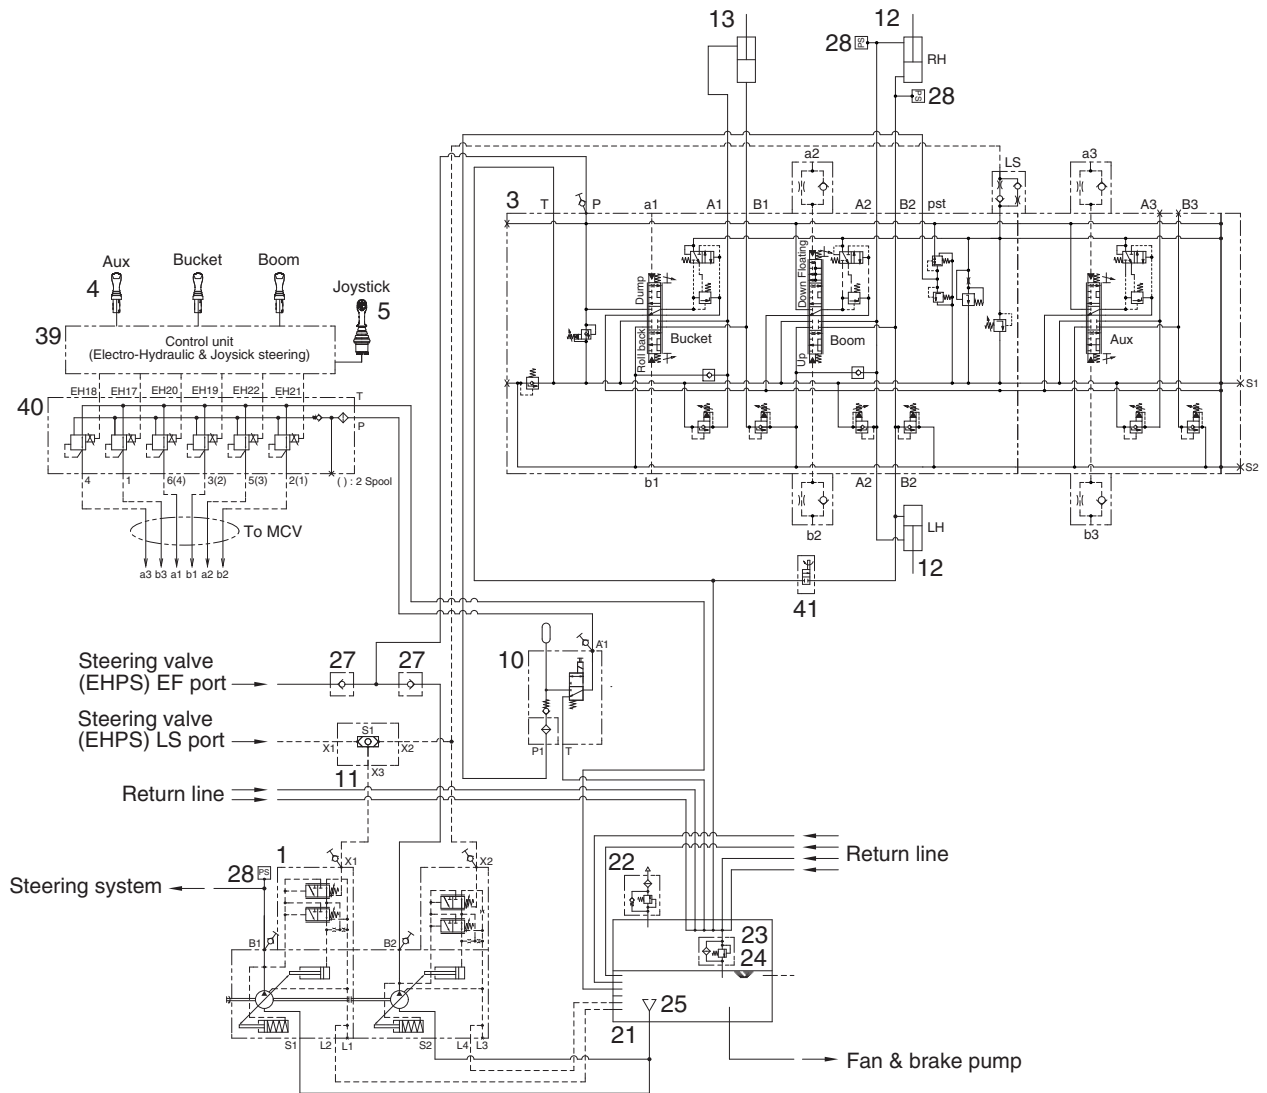 13
12
28
PS
RH
PS
28
a2
LS
a3
3
T
P
a1
A1
B1
A2
B2
pst
A3
B3
Aux
Bucket
Boom
4
Joystick
5
Dump
Roll back
Bucket
Down Floating
Up
Boom
Aux
39
Control unit
(Electro-Hydraulic & Joysick steering)
S1
EH18
EH17
EH20
EH19
EH22
EH21
T
40
P
4
1
6(4)
3(2)
5(3)
2(1)
( ) : 2 Spool
b1
A2
B2
S2
To MCV
b2
LH
b3
a3
b3
a1
b1
a2
b2
12
41
10
A1
Steering valve
(EHPS) EF port
27
27
Steering valve
(EHPS) LS port
X1
S1
X2
X3
11
P1
T
Return line
Return line
1
X1
X2
28
PS
Steering system
22
B1
B2
23
24
25
21
S1
L2
L1
S2
L4
L3
Fan & brake pump